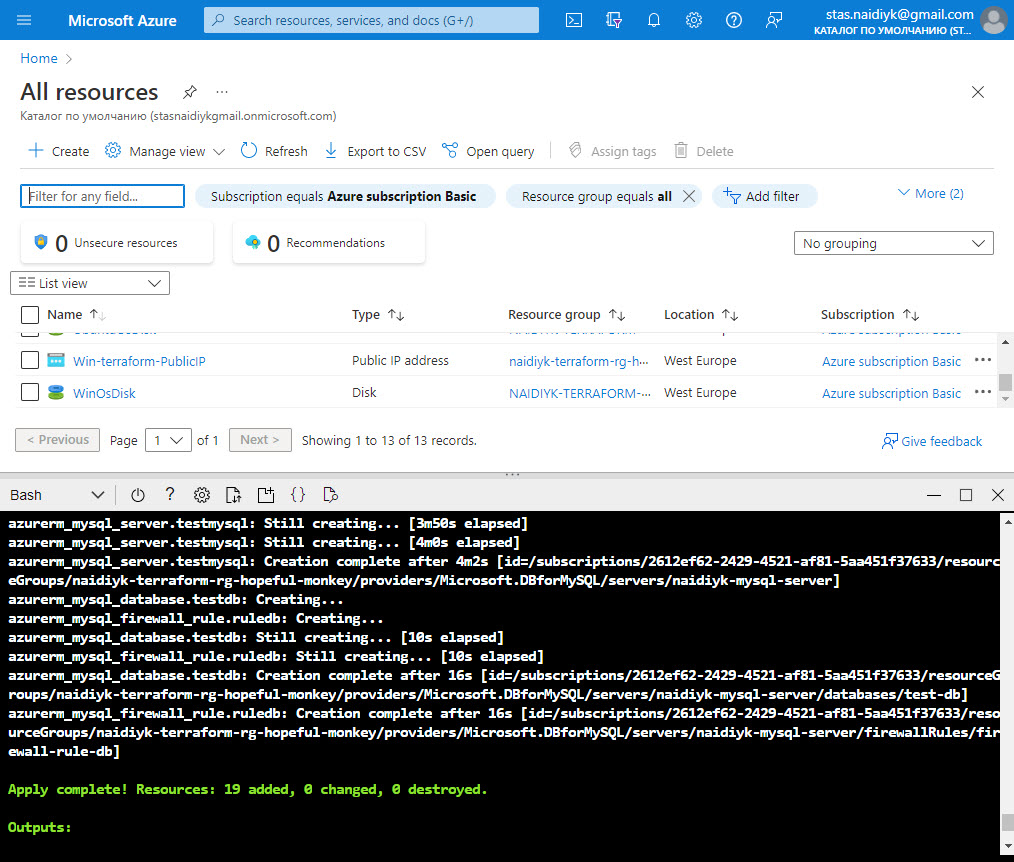 Microsoft Azure
Search resources, services, and docs (G+/)
stas.naidiyk@gmail.com
КАТАЛОГ ПО УМОЛЧАНИЮ (ST...
Home
All resources
...
Каталог по умолчанию (stasnaidiykgmail.onmicrosoft.com)
Create Manage view Refresh Export to CSV Open query Assign tags Delete
Filter for any field... Subscription equals Azure subscription Basic Resource group equals all Add filter More (2)
0 Unsecure resources 0 Recommendations
No grouping
List view
Name Type Resource group Location Subscription
Win-terraform-PublicIP Public IP address naidiyk-terraform-rg-h... West Europe Azure subscription Basic ...
WinOsDisk Disk NAIDIYK-TERRAFORM-... West Europe Azure subscription Basic ...
< Previous Page 1 of 1 Next > Showing 1 to 13 of 13 records. Give feedback
Bash ? {}
azurerm_mysql_server.testmysql: Still creating... [3m50s elapsed]
azurerm_mysql_server.testmysql: Still creating... [4m0s elapsed]
azurerm_mysql_server.testmysql: Creation complete after 4m2s [id=/subscriptions/2612ef62-2429-4521-af81-5aa451f37633/resourc
eGroups/naidiyk-terraform-rg-hopeful-monkey/providers/Microsoft.DBforMySQL/servers/naidiyk-mysql-server]
azurerm_mysql_database.testdb: Creating...
azurerm_mysql_firewall_rule.ruledb: Creating...
azurerm_mysql_database.testdb: Still creating... [10s elapsed]
azurerm_mysql_firewall_rule.ruledb: Still creating... [10s elapsed]
azurerm_mysql_database.testdb: Creation complete after 16s [id=/subscriptions/2612ef62-2429-4521-af81-5aa451f37633/resourceG
roups/naidiyk-terraform-rg-hopeful-monkey/providers/Microsoft.DBforMySQL/servers/naidiyk-mysql-server/databases/test-db]
azurerm_mysql_firewall_rule.ruledb: Creation complete after 16s [id=/subscriptions/2612ef62-2429-4521-af81-5aa451f37633/reso
urceGroups/naidiyk-terraform-rg-hopeful-monkey/providers/Microsoft.DBforMySQL/servers/naidiyk-mysql-server/firewallRules/fir
ewall-rule-db]
Apply complete! Resources: 19 added, 0 changed, 0 destroyed.
Outputs: